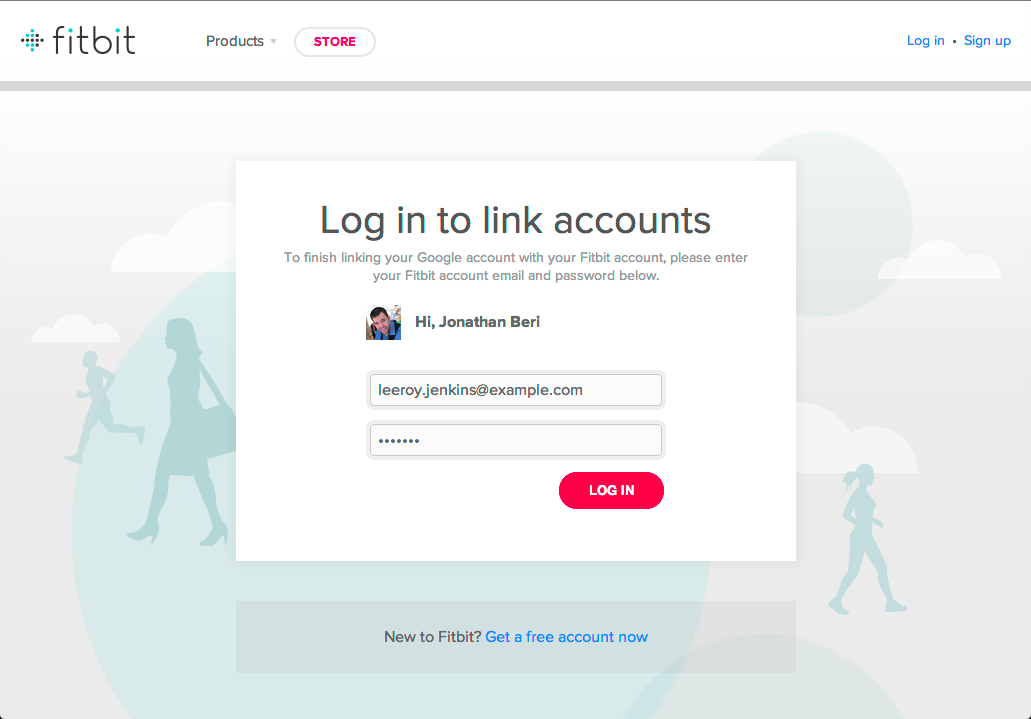 fitbit
Products
STORE
Log in • Sign up
Log in to link accounts
To finish linking your Google account with your Fitbit account, please enter
your Fitbit account email and password below.
Hi, Jonathan Beri
leeroy.jenkins@example.com
•••••••
LOG IN
New to Fitbit? Get a free account now